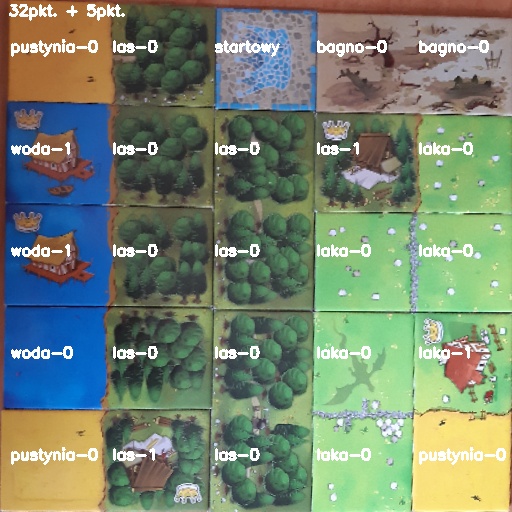 32pkt. + 5pkt.
pustynia-0 las-0 startowy bagno-0 bagno-0
woda-1 las-0 las-0 las-1 laka-0
woda-1 las-0 las-0 laka-0 laka-0
woda-0 las-0 las-0 laka-0 laka-1
pustynia-0 las-1 las-0 laka-0 pustynia-0